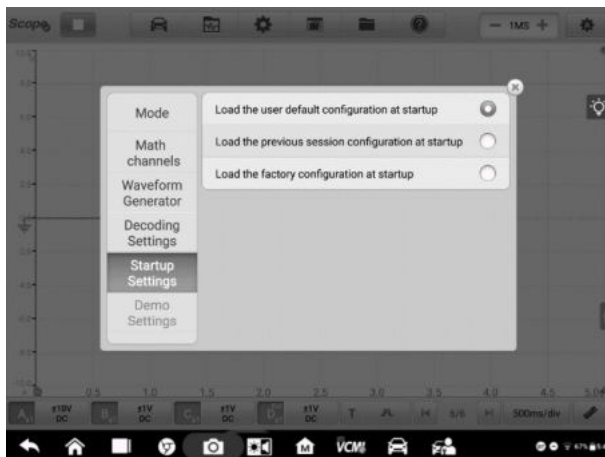 Scope
1MS
Mode
Math
channels
Waveform
Generator
Decoding
Settings
Startup
Settings
Demo
Settings
Load the user default configuration at startup
Load the previous session configuration at startup
Load the factory configuration at startup
0.5 1.0 1.5 2.0 2.5 3.0 3.5 4.0 4.5
A ±10V DC B ±1V DC C ±1V DC D ±1V DC T 6/6 500ms/div
VCMI